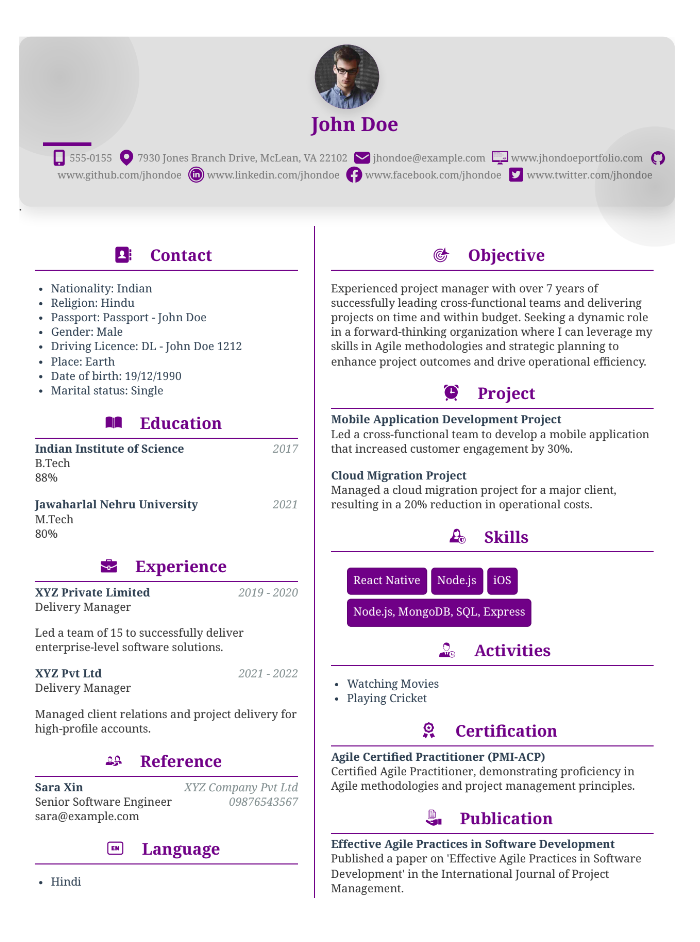 John Doe
555-0155 7930 Jones Branch Drive, McLean, VA 22102 jhondoe@example.com www.jhondoeportfolio.com
www.github.com/jhondoe www.linkedin.com/jhondoe www.facebook.com/jhondoe www.twitter.com/jhondoe
.
Contact
• Nationality: Indian
• Religion: Hindu
• Passport: Passport - John Doe
• Gender: Male
• Driving Licence: DL - John Doe 1212
• Place: Earth
• Date of birth: 19/12/1990
• Marital status: Single
Education
Indian Institute of Science 2017
B.Tech
88%
Jawaharlal Nehru University 2021
M.Tech
80%
Experience
XYZ Private Limited 2019 - 2020
Delivery Manager
Led a team of 15 to successfully deliver
enterprise-level software solutions.
XYZ Pvt Ltd 2021 - 2022
Delivery Manager
Managed client relations and project delivery for
high-profile accounts.
Reference
Sara Xin XYZ Company Pvt Ltd
Senior Software Engineer 09876543567
sara@example.com
EN Language
• Hindi
Objective
Experienced project manager with over 7 years of
successfully leading cross-functional teams and delivering
projects on time and within budget. Seeking a dynamic role
in a forward-thinking organization where I can leverage my
skills in Agile methodologies and strategic planning to
enhance project outcomes and drive operational efficiency.
Project
Mobile Application Development Project
Led a cross-functional team to develop a mobile application
that increased customer engagement by 30%.
Cloud Migration Project
Managed a cloud migration project for a major client,
resulting in a 20% reduction in operational costs.
Skills
React Native Node.js iOS
Node.js, MongoDB, SQL, Express
Activities
• Watching Movies
• Playing Cricket
Certification
Agile Certified Practitioner (PMI-ACP)
Certified Agile Practitioner, demonstrating proficiency in
Agile methodologies and project management principles.
Publication
Effective Agile Practices in Software Development
Published a paper on 'Effective Agile Practices in Software
Development' in the International Journal of Project
Management.